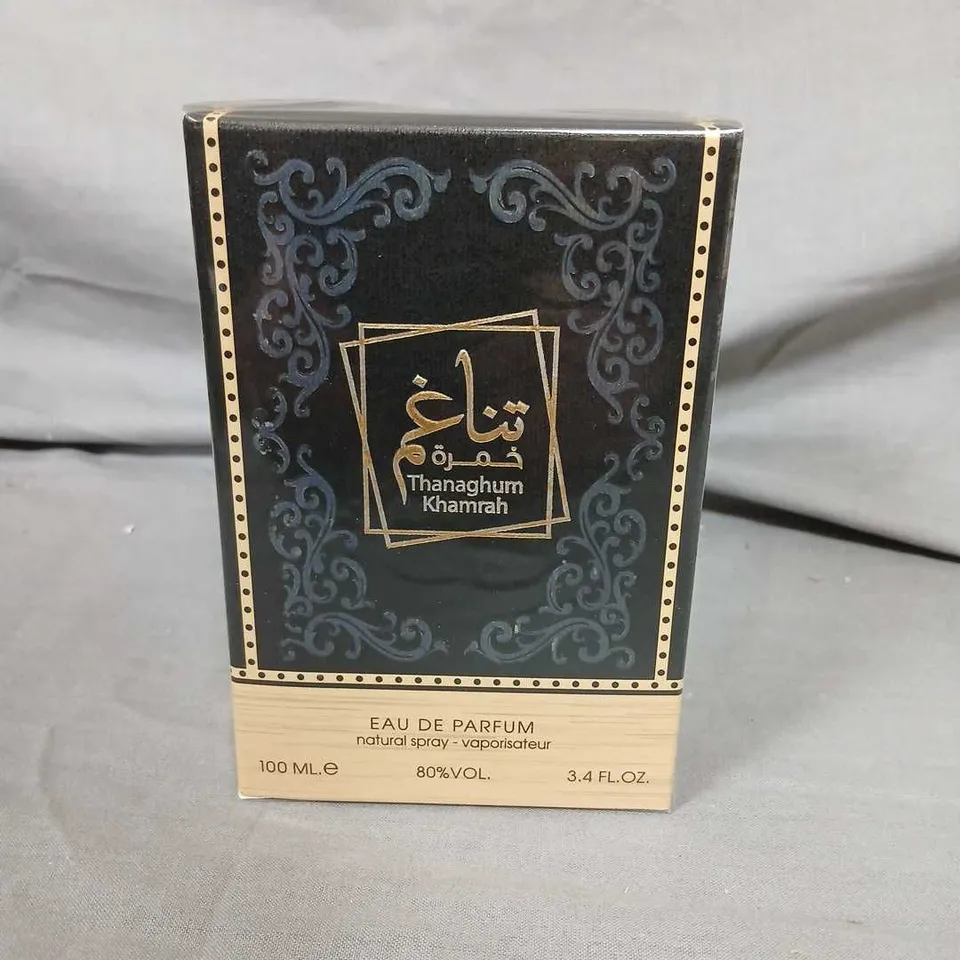 تناغم
خمرة
Thanaghum
Khamrah
EAU DE PARFUM
natural spray - vaporisateur
100 ML.e 80%VOL. 3.4 FL.OZ.